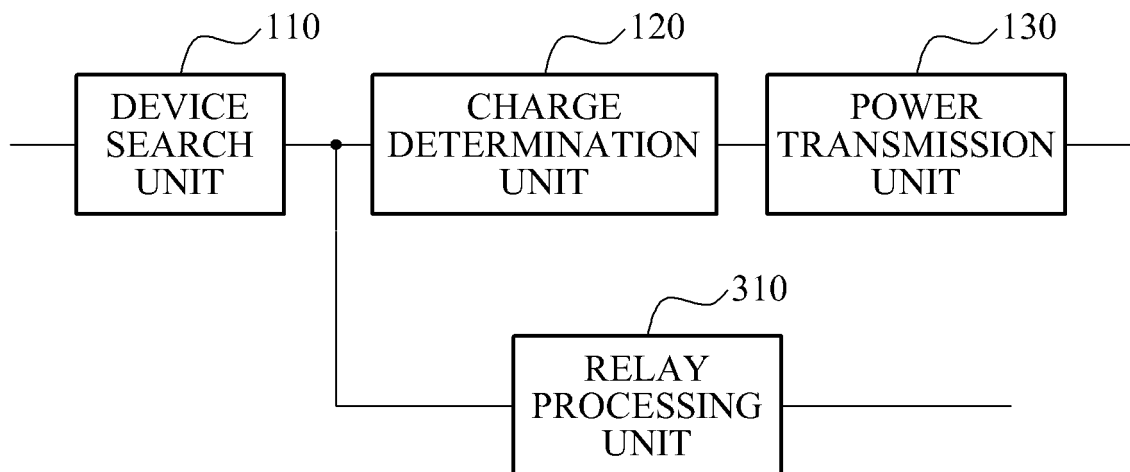 110
DEVICE
SEARCH
UNIT
120
CHARGE
DETERMINATION
UNIT
130
POWER
TRANSMISSION
UNIT
310
RELAY
PROCESSING
UNIT